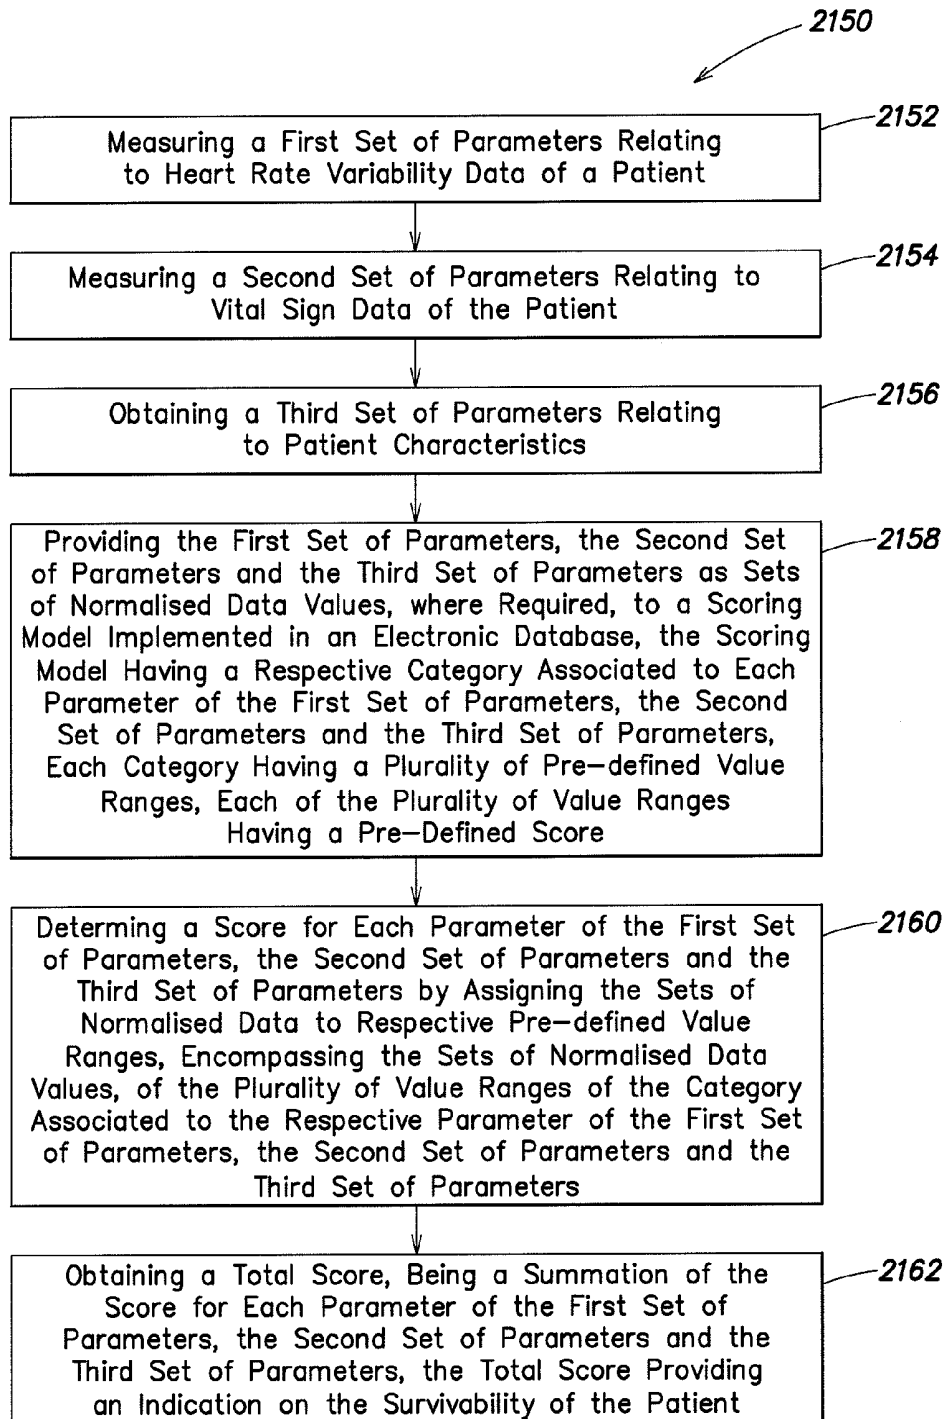 2150
2152
Measuring a First Set of Parameters Relating
to Heart Rate Variability Data of a Patient
2154
Measuring a Second Set of Parameters Relating to
Vital Sign Data of the Patient
2156
Obtaining a Third Set of Parameters Relating
to Patient Characteristics
2158
Providing the First Set of Parameters, the Second Set
of Parameters and the Third Set of Parameters as Sets
of Normalised Data Values, where Required, to a Scoring
Model Implemented in an Electronic Database, the Scoring
Model Having a Respective Category Associated to Each
Parameter of the First Set of Parameters, the Second
Set of Parameters and the Third Set of Parameters,
Each Category Having a Plurality of Pre-defined Value
Ranges, Each of the Plurality of Value Ranges
Having a Pre-Defined Score
2160
Determing a Score for Each Parameter of the First Set
of Parameters, the Second Set of Parameters and the
Third Set of Parameters by Assigning the Sets of
Normalised Data to Respective Pre-defined Value
Ranges, Encompassing the Sets of Normalised Data
Values, of the Plurality of Value Ranges of the Category
Associated to the Respective Parameter of the First Set
of Parameters, the Second Set of Parameters and the
Third Set of Parameters
2162
Obtaining a Total Score, Being a Summation of the
Score for Each Parameter of the First Set of
Parameters, the Second Set of Parameters and the
Third Set of Parameters, the Total Score Providing
an Indication on the Survivability of the Patient